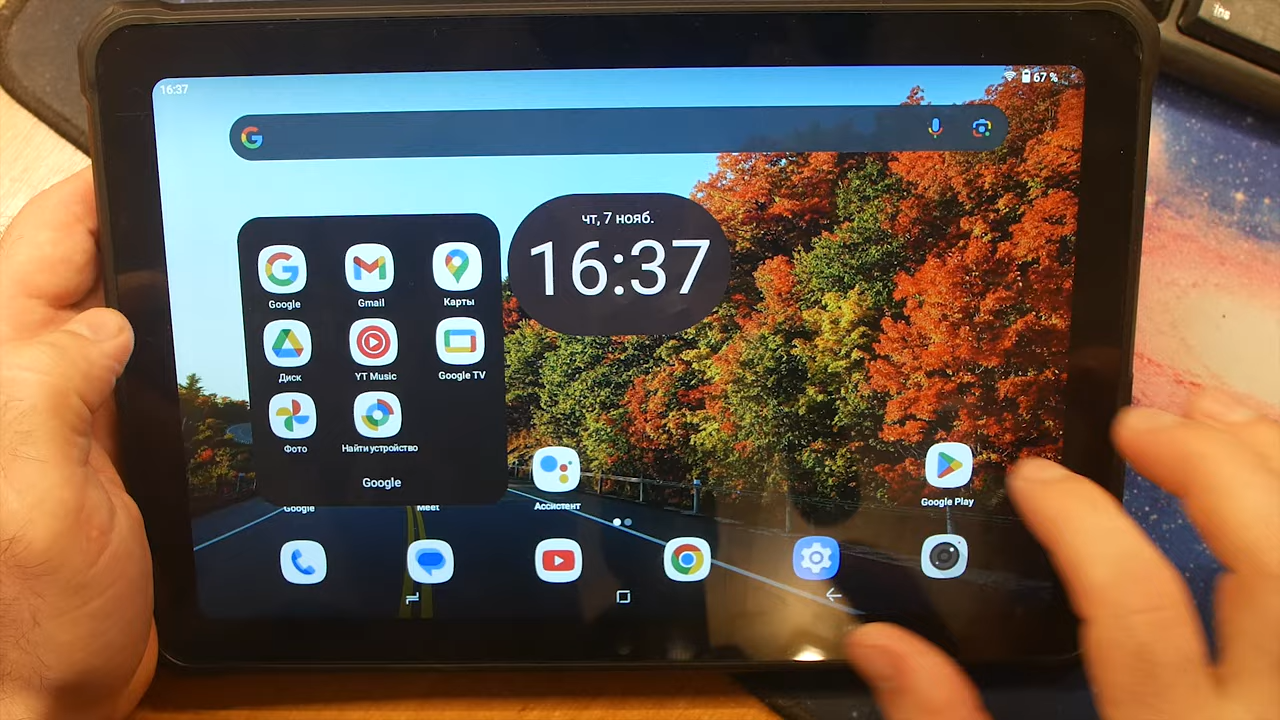 Ins
16:37
67 %
чт, 7 нояб.
16:37
Google
Gmail
Карты
Диск
YT Music
Google TV
Фото
Найти устройство
Google
Google
Meet
Ассистент
Google Play